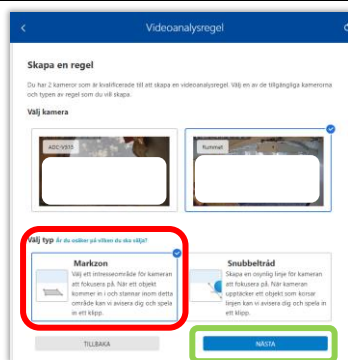 Videoanalysregel
Skapa en regel
Du har 2 kameror som är kvalificerade till att skapa en videoanalysregel. Välj en av de tillgängliga kamerorna
och typen av regel som du vill skapa.
Välj kamera
ADC-V515
Rummet
Välj typ Är du osäker på vilken du ska välja?
Markzon
Välj ett intresseområde för kameran
att fokusera på. När ett objekt
kommer in i och stannar inom detta
område kan vi avisera dig och spela
in ett klipp.
Snubbeltråd
Skapa en osynlig linje för kameran
att fokusera på. När kameran
upptäcker ett objekt som korsar
linjen kan vi avisera dig och spela in
ett klipp.
TILLBAKA
NÄSTA